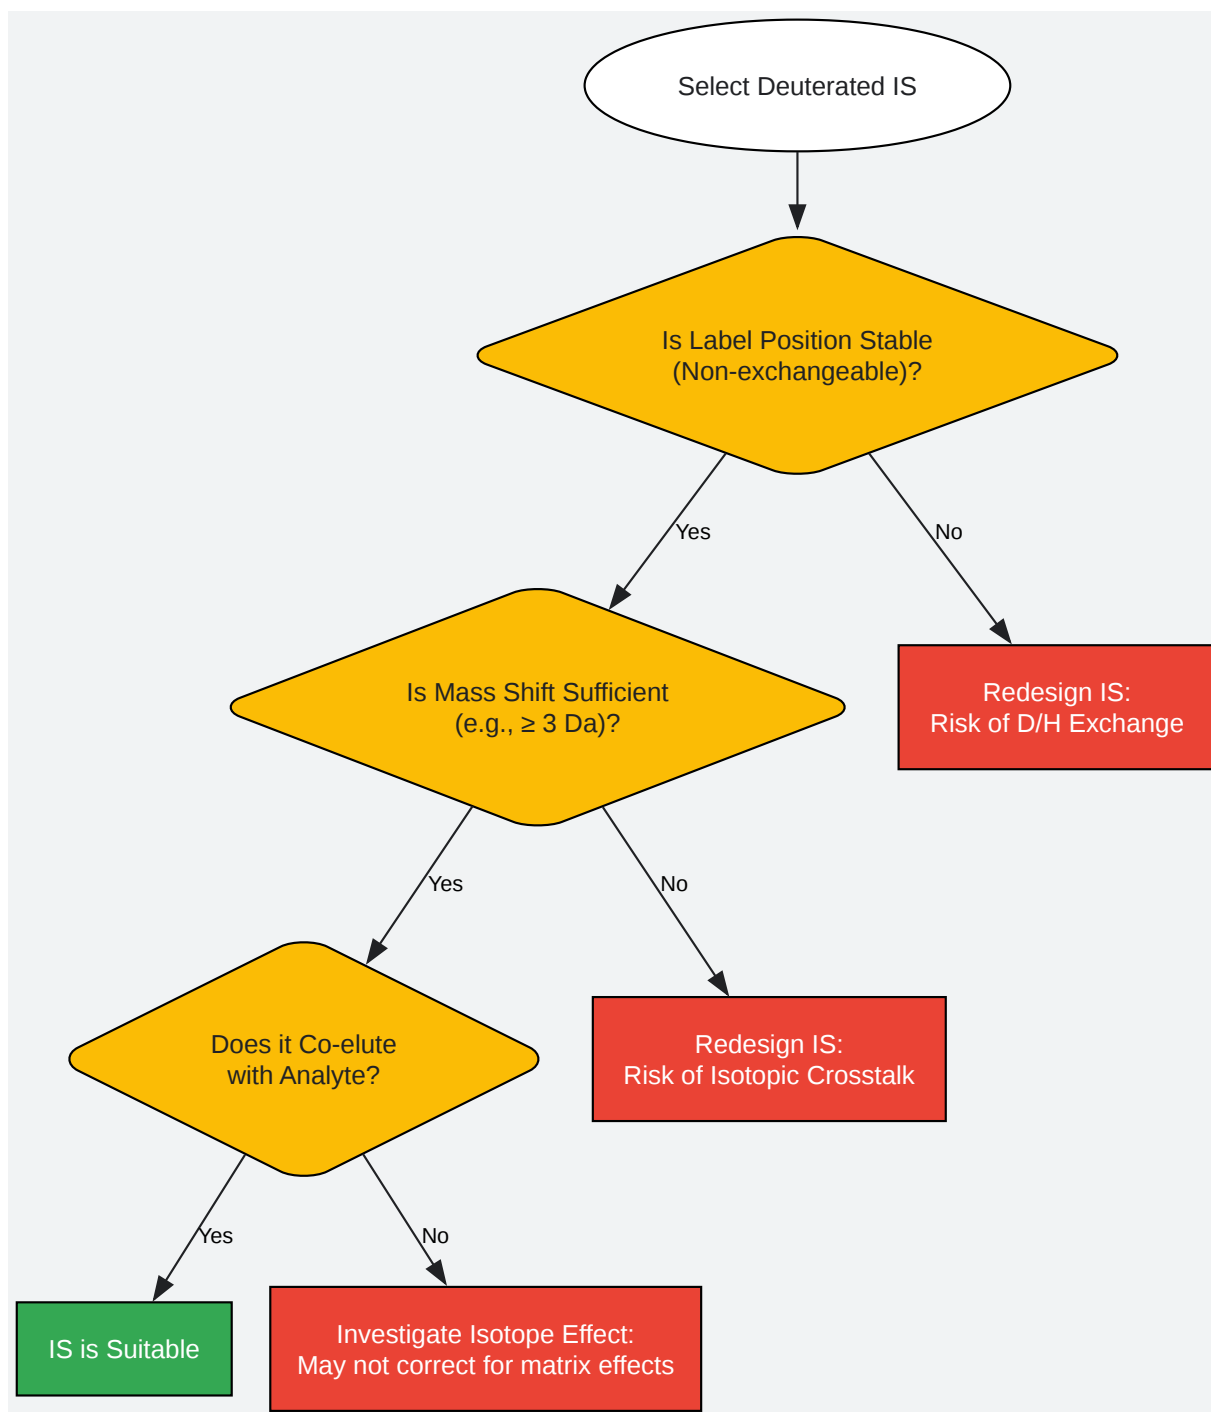 Select Deuterated IS
Is Label Position Stable
(Non-exchangeable)?
Yes
No
Is Mass Shift Sufficient
(e.g., ≥ 3 Da)?
Redesign IS:
Risk of D/H Exchange
Yes
No
Does it Co-elute
with Analyte?
Redesign IS:
Risk of Isotopic Crosstalk
Yes
No
IS is Suitable
Investigate Isotope Effect:
May not correct for matrix effects